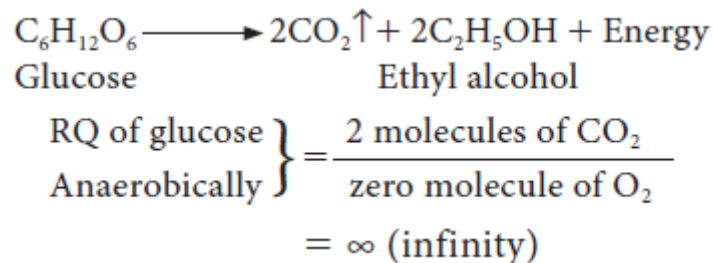 C₆H₁₂O₆ ⟶ 2CO₂↑ + 2C₂H₅OH + Energy
Glucose Ethyl alcohol
RQ of glucose } = 2 molecules of CO₂
Anaerobically zero molecule of O₂
= ∞ (infinity)